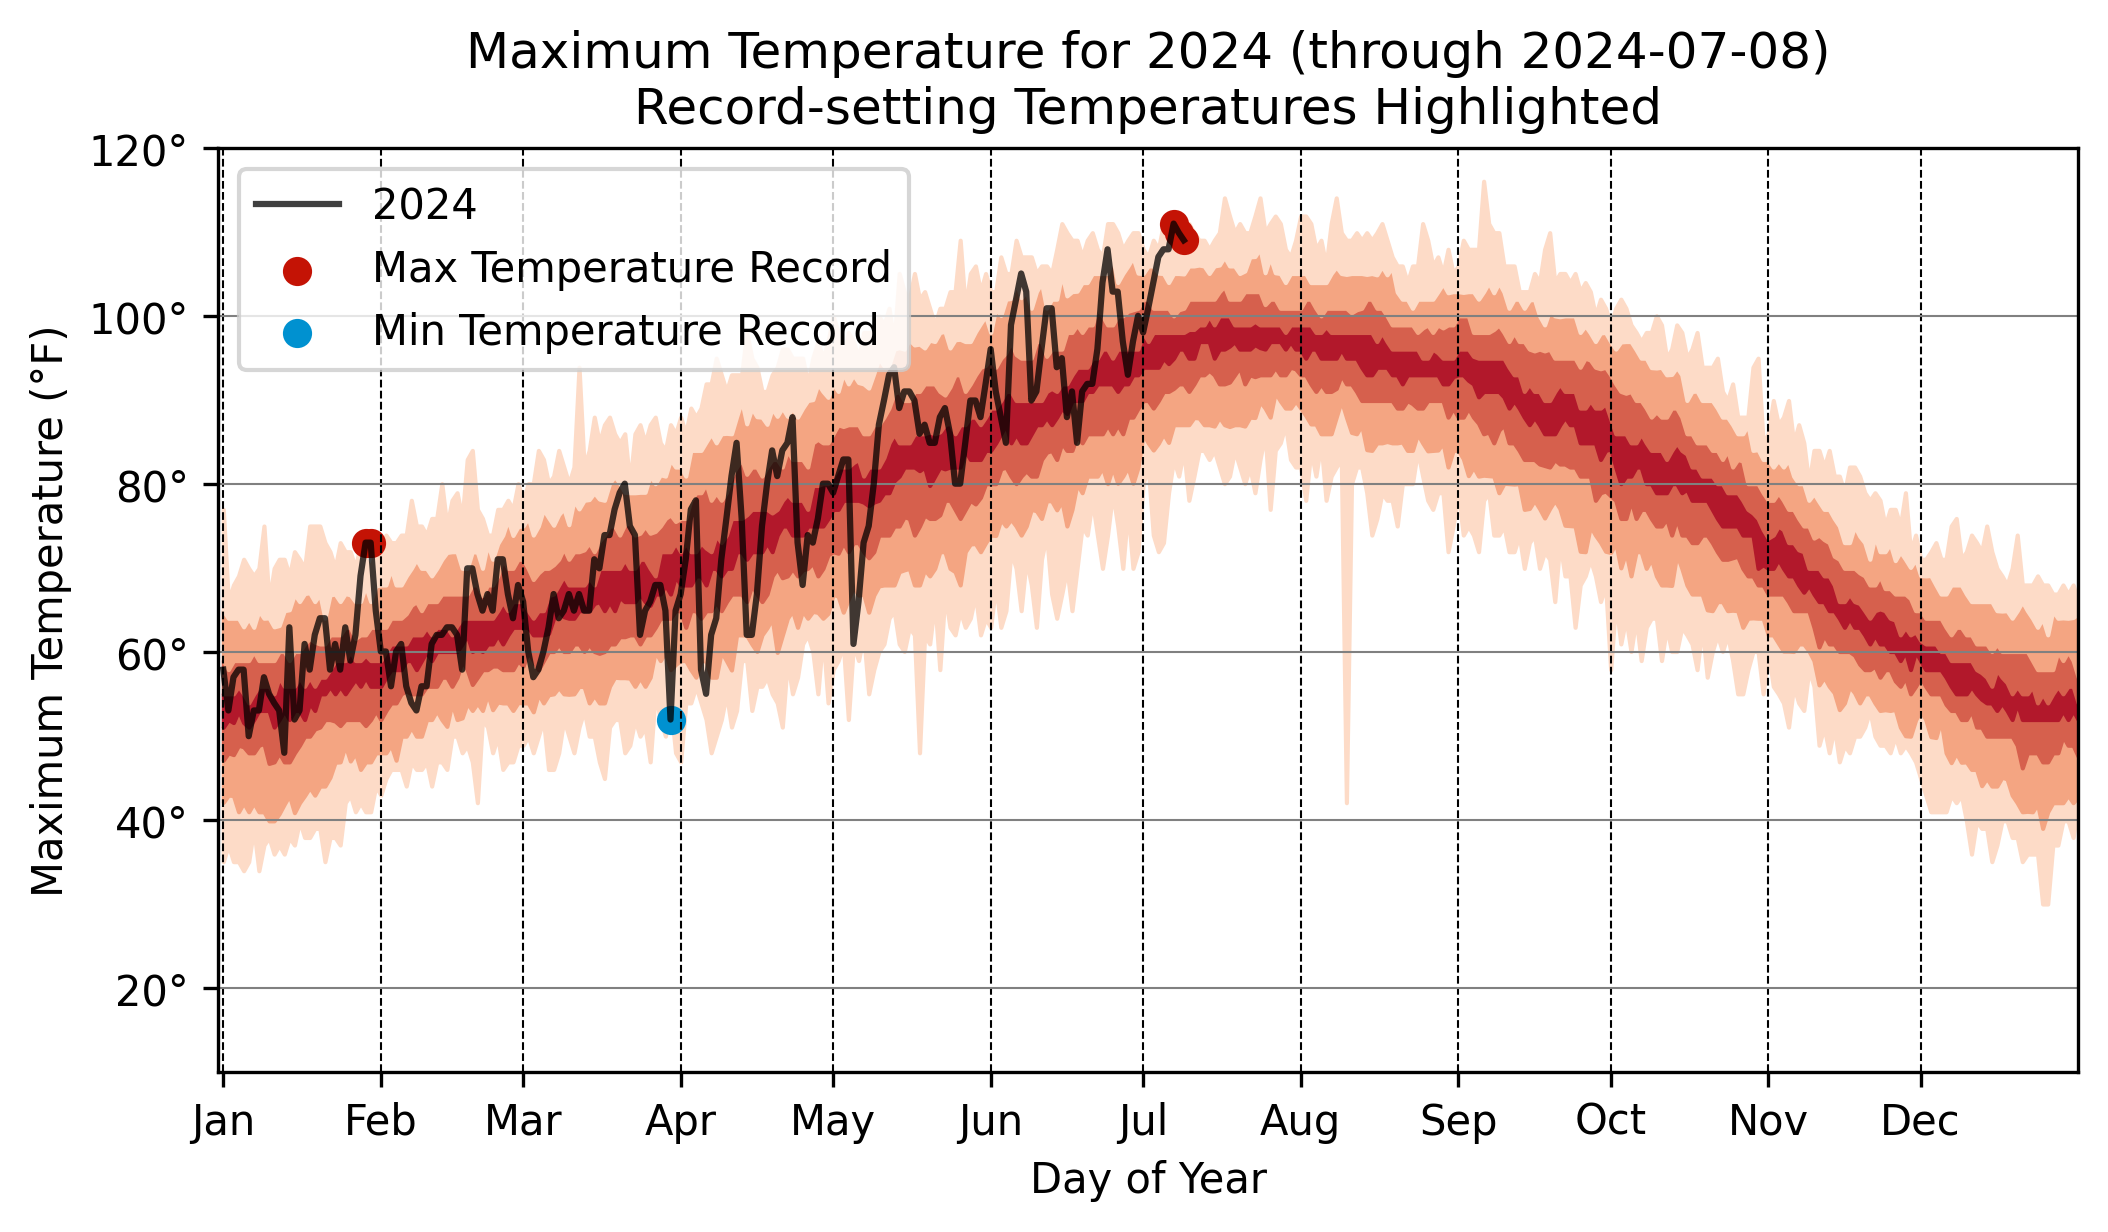 Maximum Temperature for 2024 (through 2024-07-08)
Record-setting Temperatures Highlighted
120°
100°
80°
60°
40°
20°
Maximum Temperature (°F)
2024
Max Temperature Record
Min Temperature Record
Jan Feb Mar Apr May Jun Jul Aug Sep Oct Nov Dec
Day of Year